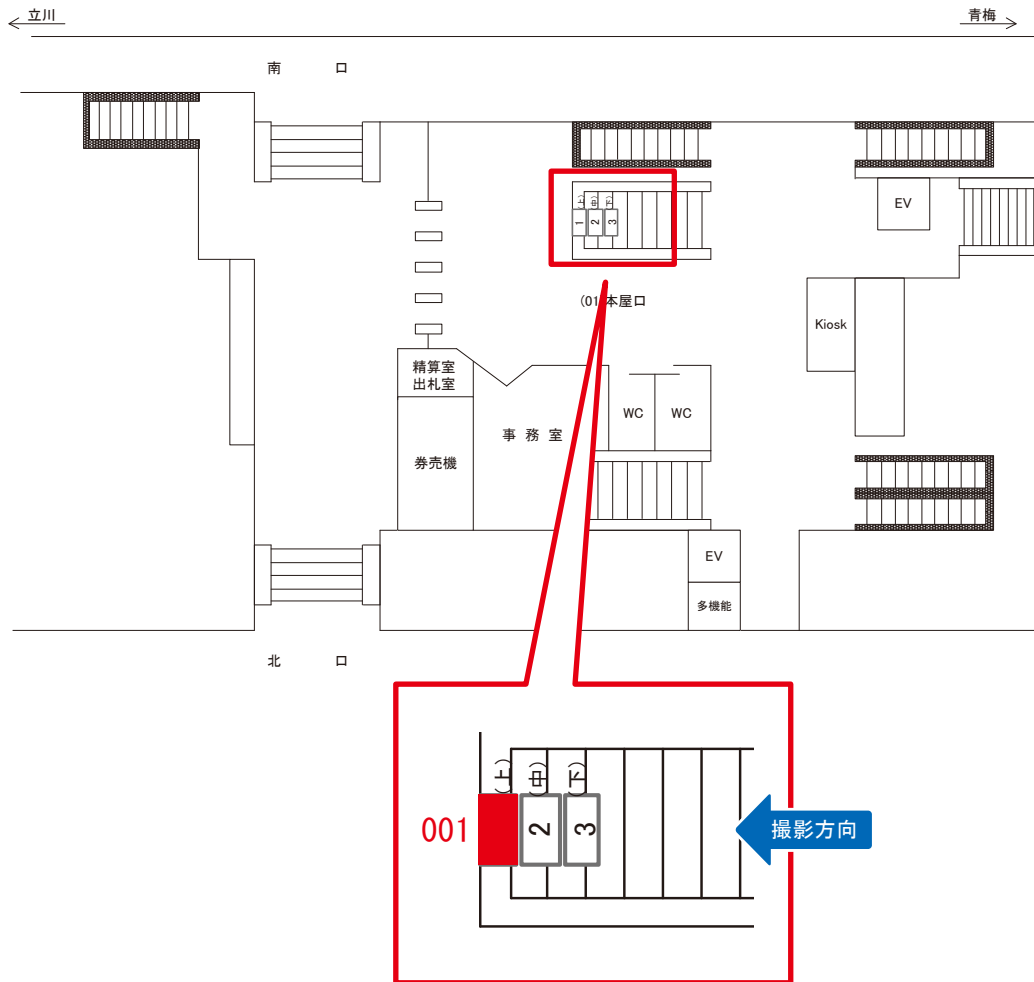 立川
青梅
南 口
EV
(上)
(中)
(下)
1
2
3
(01 本屋口
Kiosk
精算室
出札室
WC
WC
事 務 室
券売機
EV
多機能
北 口
(上)
(中)
(下)
001
2
3
撮影方向